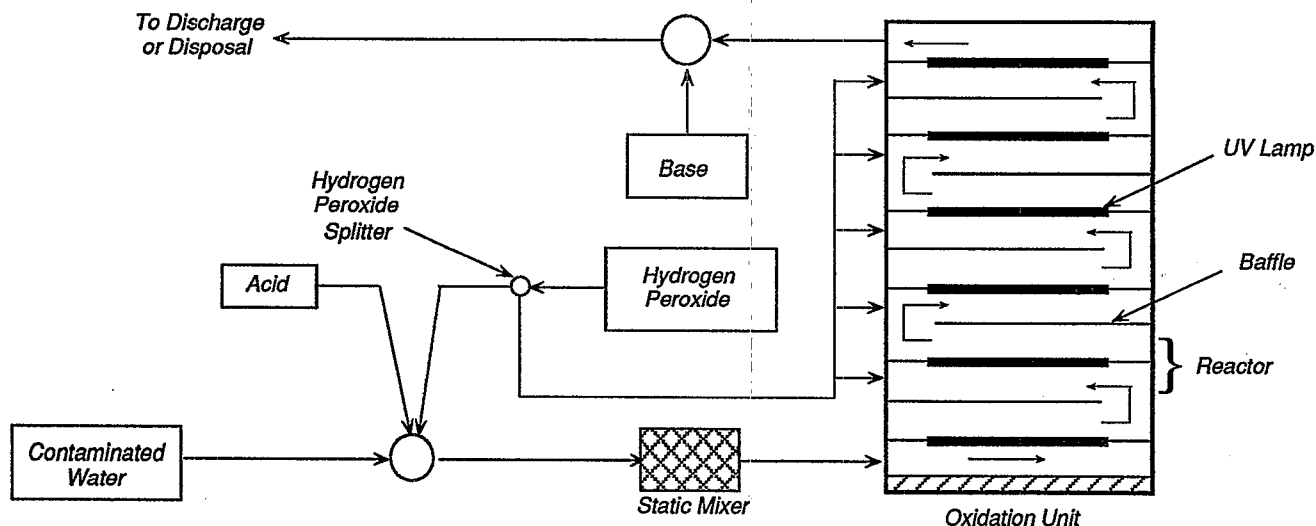 To Discharge
or Disposal
Base
UV Lamp
Hydrogen
Peroxide
Splitter
Acid
Hydrogen
Peroxide
Baffle
Reactor
Contaminated
Water
Static Mixer
Oxidation Unit